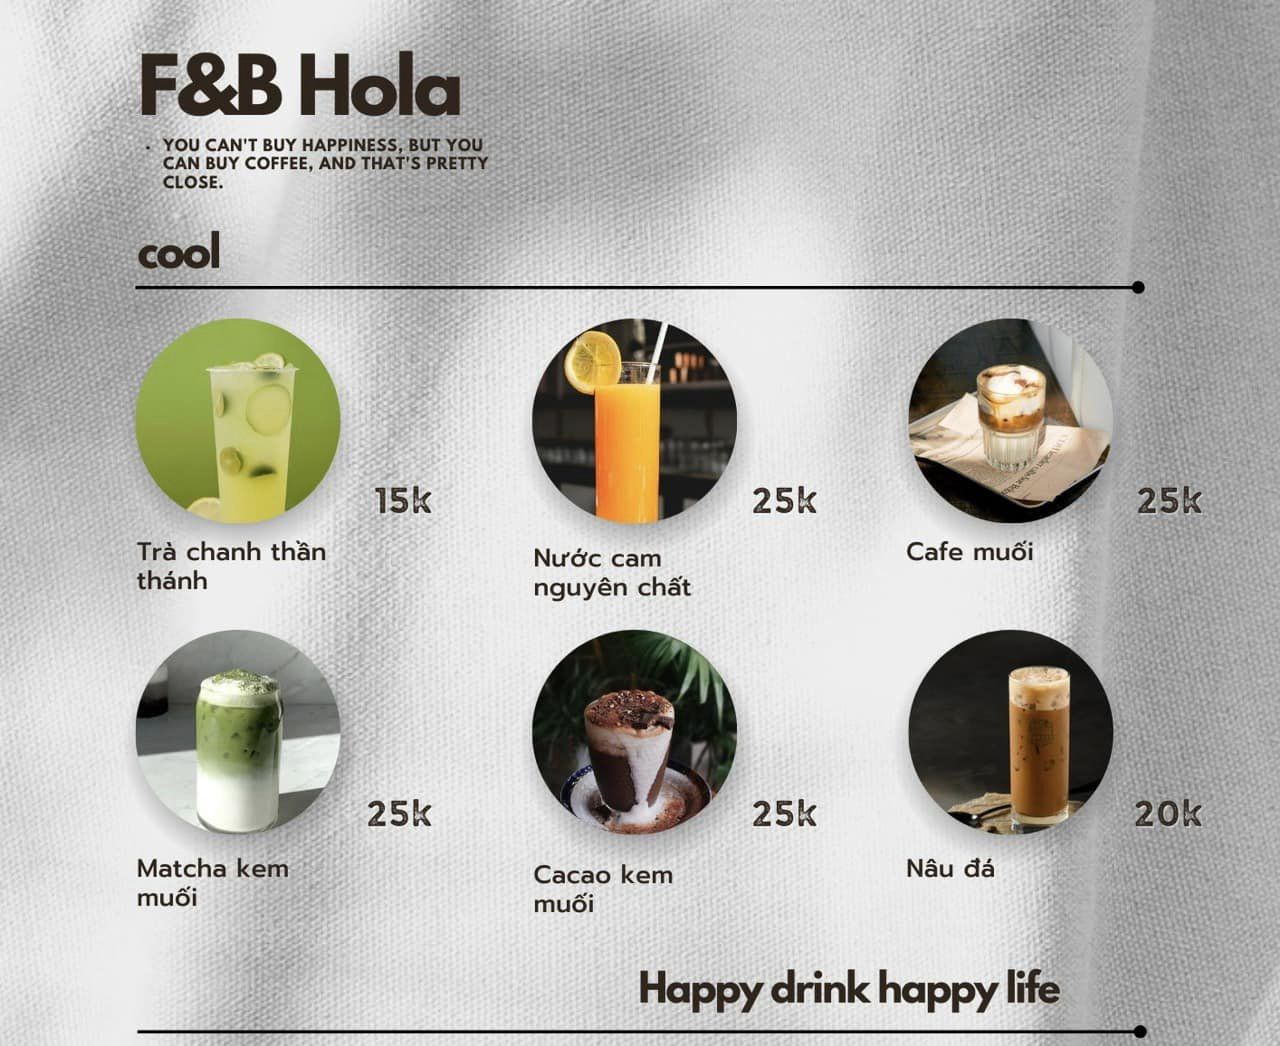 F&B Hola
• YOU CAN'T BUY HAPPINESS, BUT YOU
CAN BUY COFFEE, AND THAT'S PRETTY
CLOSE.
cool
15k
25k
25k
Trà chanh thần
thánh
Nước cam
nguyên chất
Cafe muối
25k
25k
20k
Matcha kem
muối
Cacao kem
muối
Nâu đá
Happy drink happy life